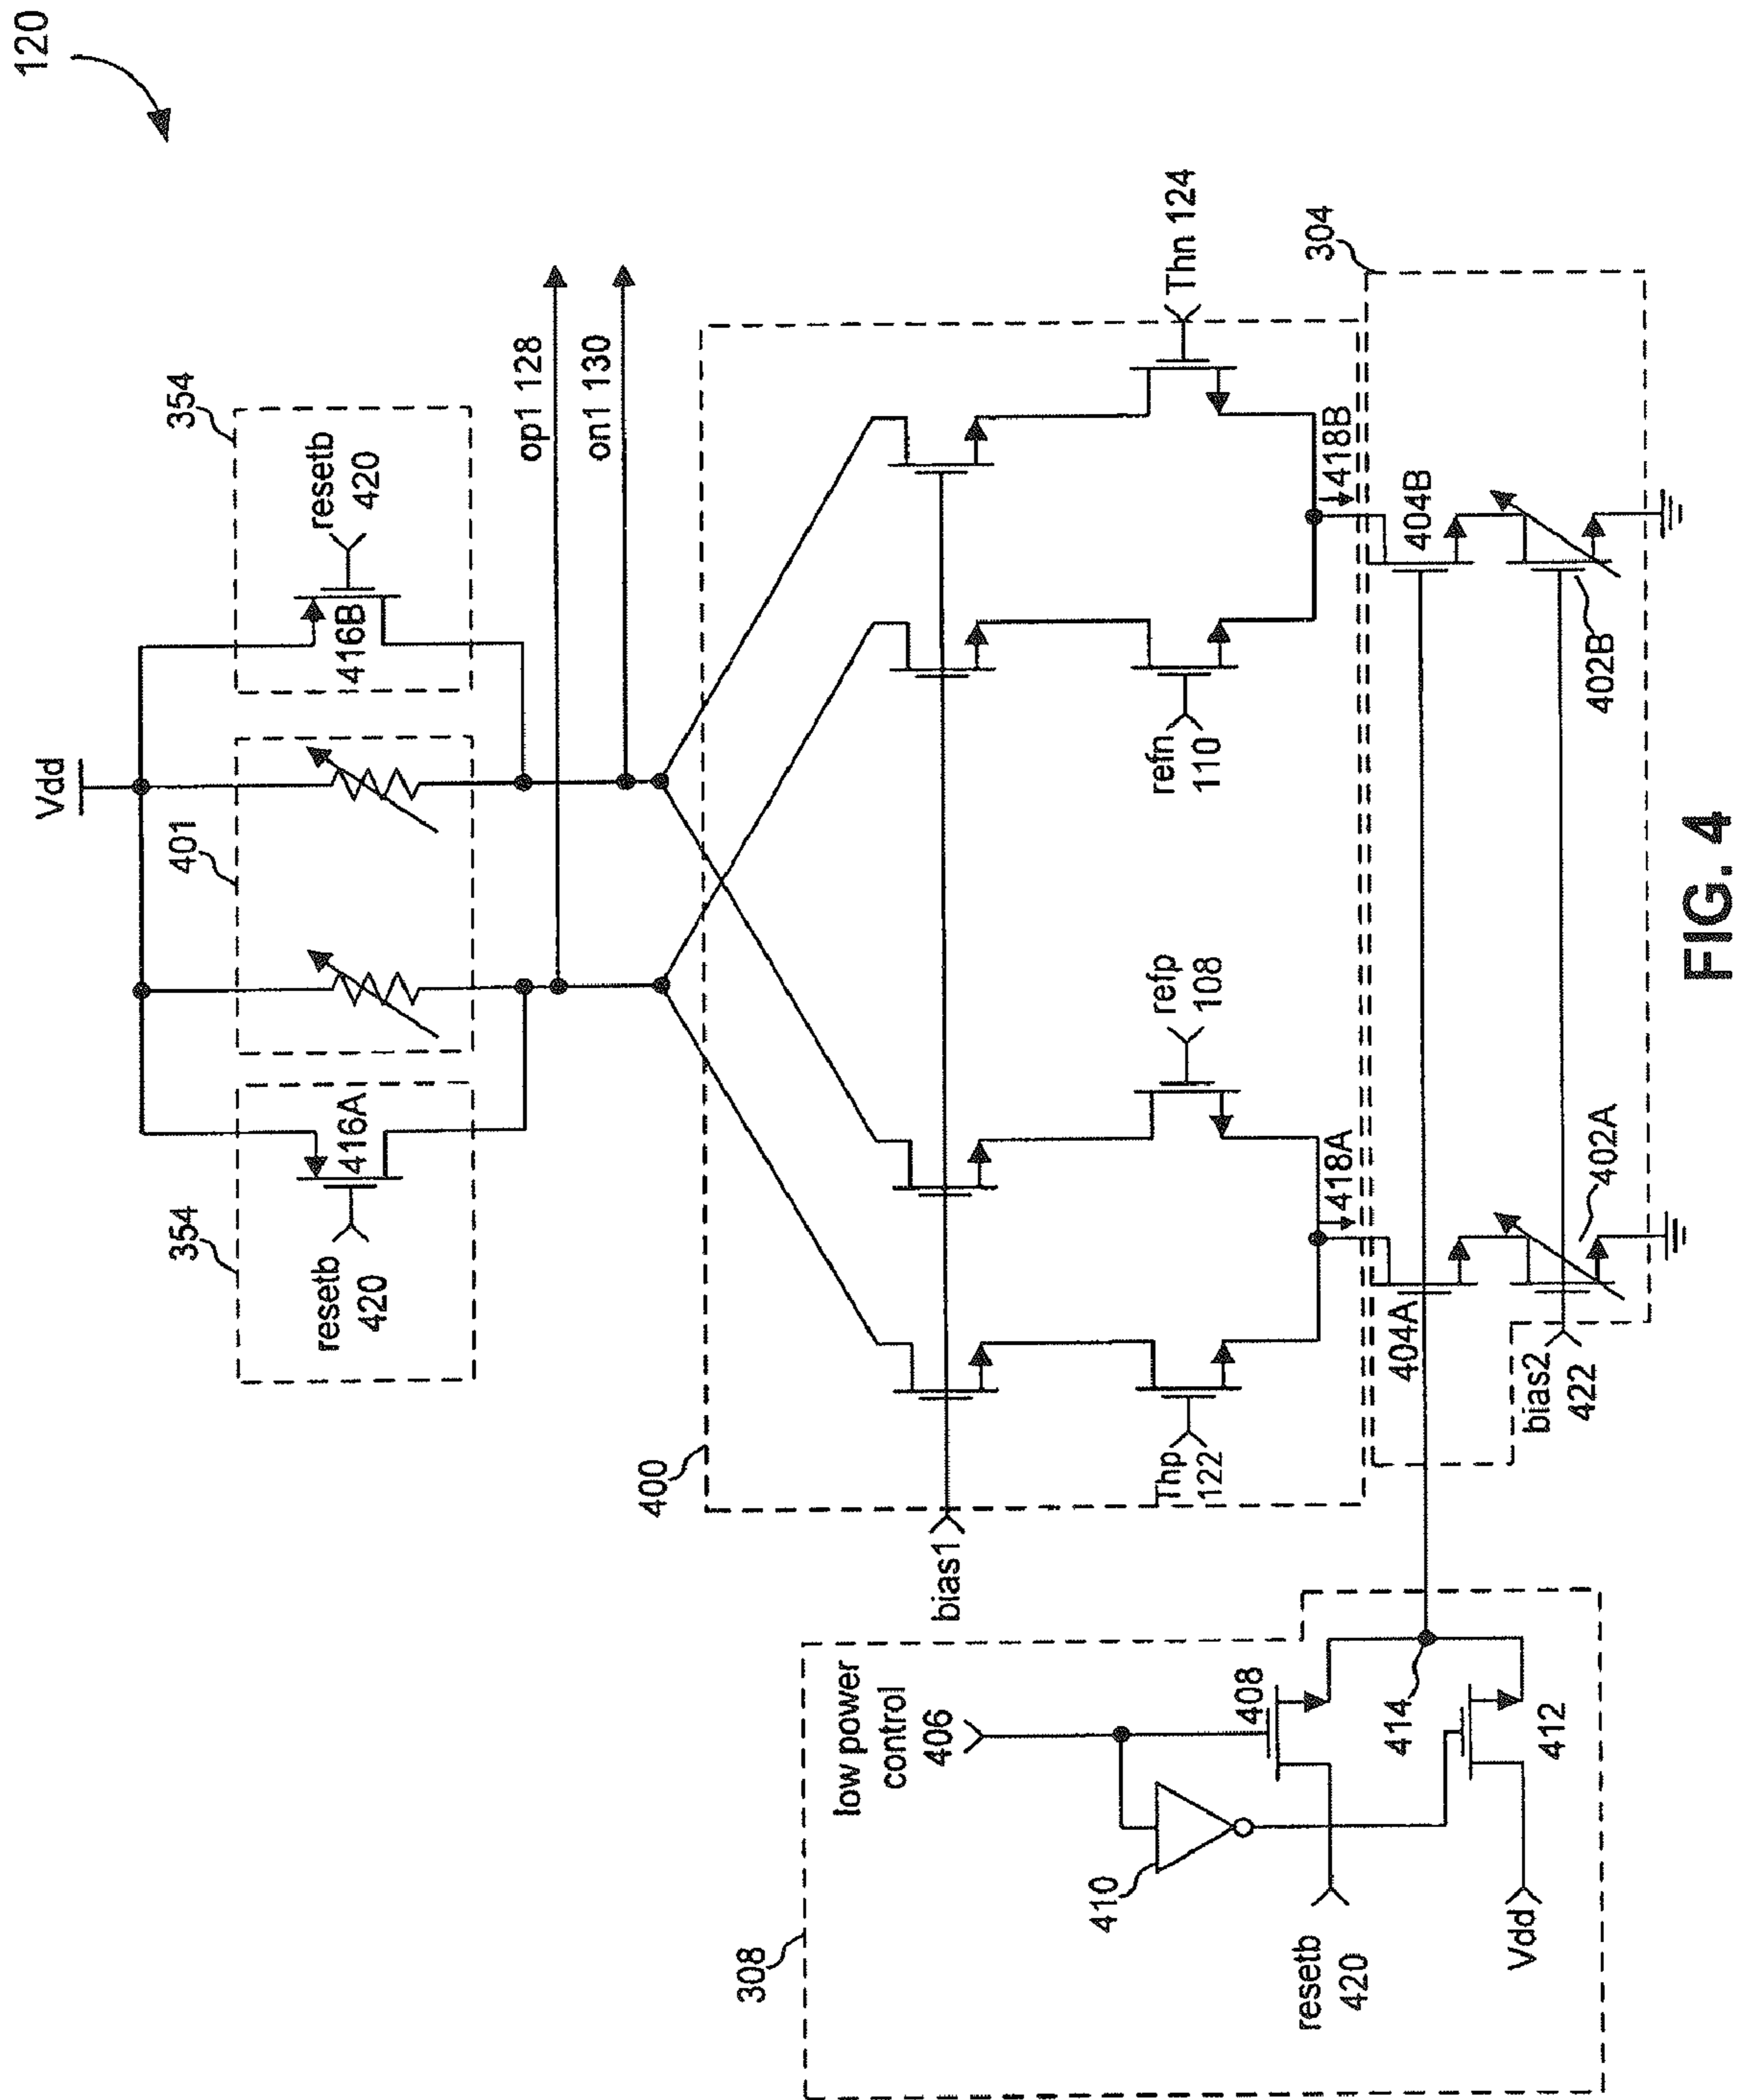 120
Vdd
354
resetb
420
416A
401
354
416B
resetb
420
op1 128
on1 130
400
bias1
Thp
122
refp
108
refn
110
Thn 124
418A
418B
304
404A
404B
402A
402B
bias2
422
308
low power
control
406
408
410
414
412
resetb
420
Vdd
FIG. 4